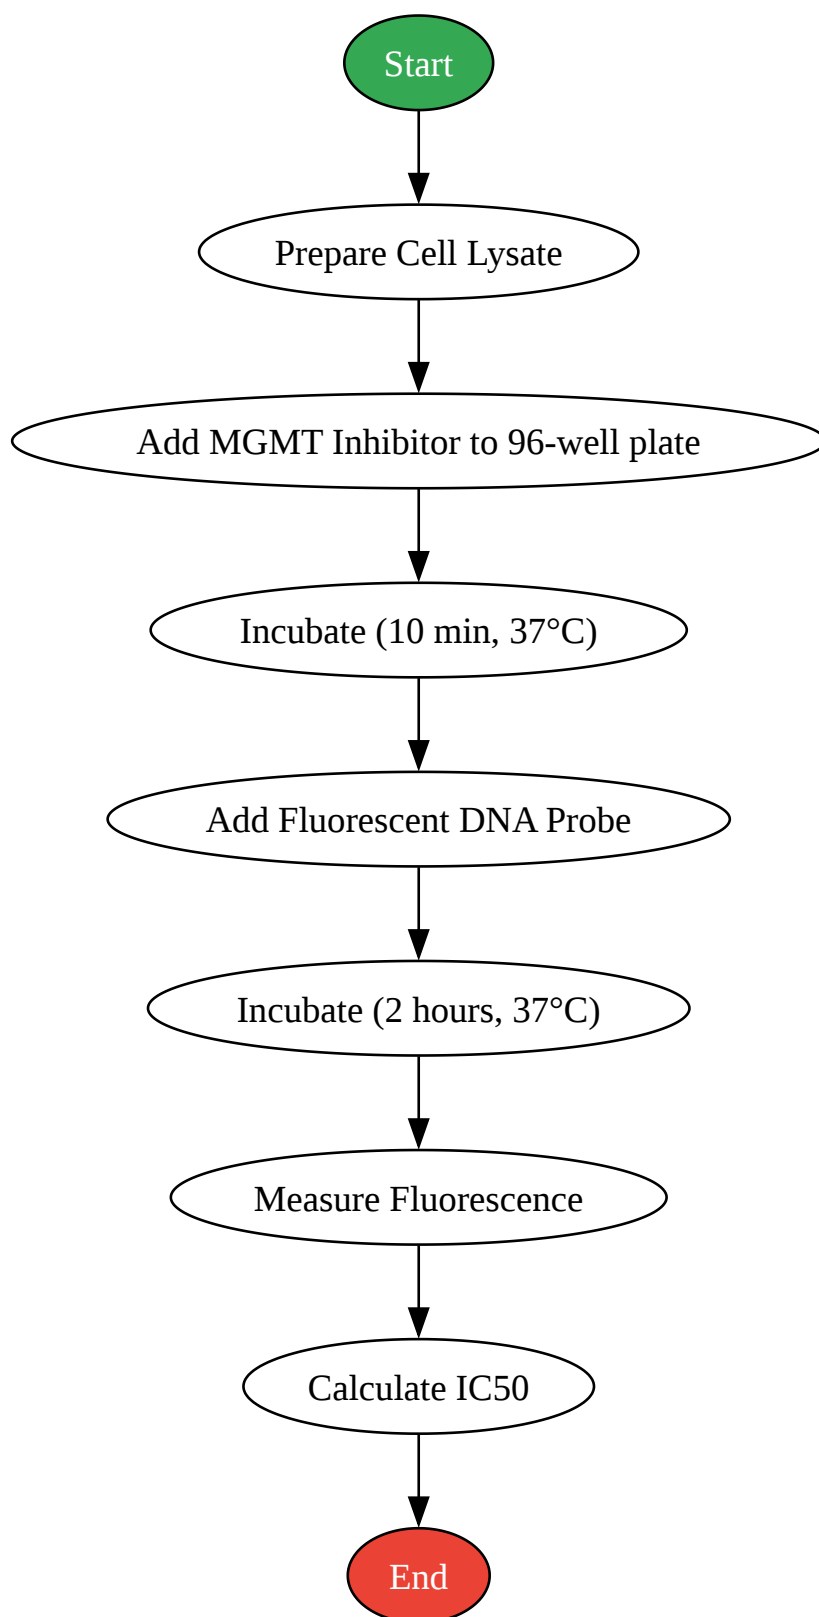 Start
Prepare Cell Lysate
Add MGMT Inhibitor to 96-well plate
Incubate (10 min, 37°C)
Add Fluorescent DNA Probe
Incubate (2 hours, 37°C)
Measure Fluorescence
Calculate IC50
End